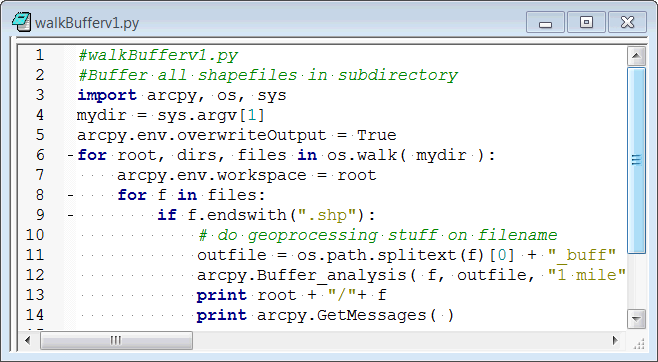 walkBufferv1.py
1 #walkBufferv1.py
2 #Buffer all shapefiles in subdirectory
3 import arcpy, os, sys
4 mydir = sys.argv[1]
5 arcpy.env.overwriteOutput = True
6 -for root, dirs, files in os.walk( mydir ):
7 arcpy.env.workspace = root
8 - for f in files:
9 - if f.endswith(".shp"):
10 # do geoprocessing stuff on filename
11 outfile = os.path.splitext(f)[0] + "_buff"
12 arcpy.Buffer_analysis( f, outfile, "1 mile"
13 print root + "/"+ f
14 print arcpy.GetMessages( )
15